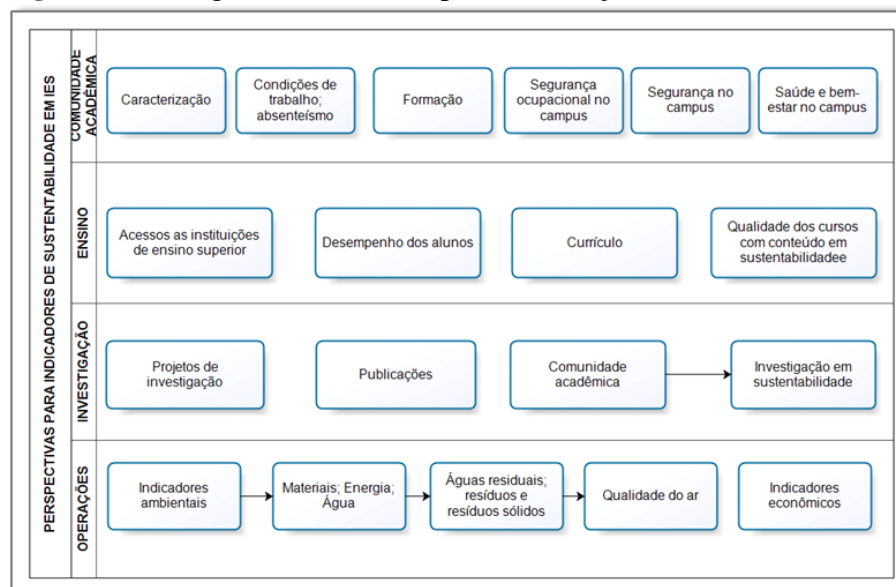 PERSPECTIVAS PARA INDICADORES DE SUSTENTABILIDADE EM IES
COMUNIDADE
ACADÊMICA
Caracterização
Condições de
trabalho;
absenteísmo
Formação
Segurança
ocupacional no
campus
Segurança no
campus
Saúde e bem-
estar no campus
ENSINO
Acessos as instituições
de ensino superior
Desempenho dos alunos
Currículo
Qualidade dos cursos
com conteúdo em
sustentabilidadee
INVESTIGAÇÃO
Projetos de
investigação
Publicações
Comunidade
acadêmica
Investigação em
sustentabilidade
OPERAÇÕES
Indicadores
ambientais
Materiais; Energia;
Água
Águas residuais;
resíduos e
resíduos sólidos
Qualidade do ar
Indicadores
econômicos